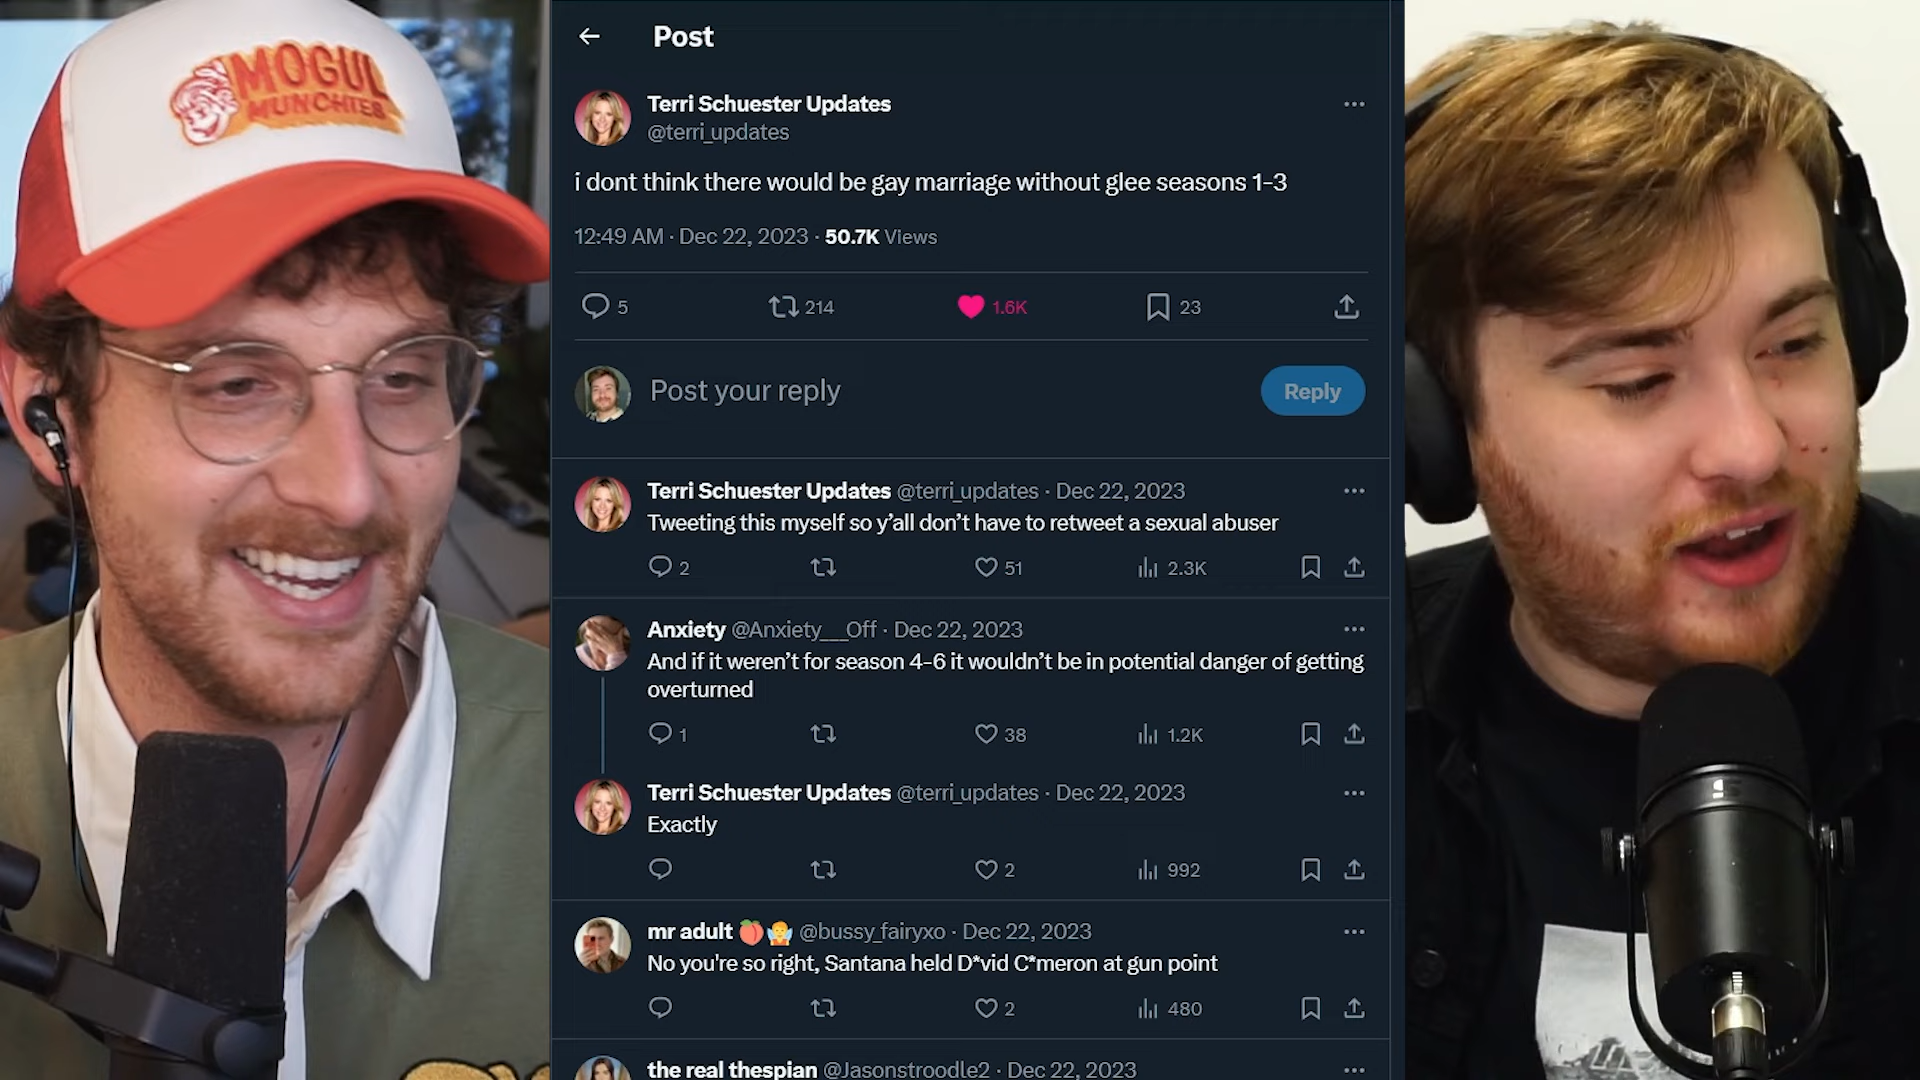 MOGUL
MUNCHIES
Post
Terri Schuester Updates
@terri_updates
i dont think there would be gay marriage without glee seasons 1-3
12:49 AM · Dec 22, 2023 · 50.7K Views
5 214 1.6K 23
Post your reply
Reply
Terri Schuester Updates @terri_updates · Dec 22, 2023
Tweeting this myself so y’all don’t have to retweet a sexual abuser
2 51 2.3K
Anxiety @Anxiety___Off · Dec 22, 2023
And if it weren’t for season 4-6 it wouldn’t be in potential danger of getting
overturned
1 38 1.2K
Terri Schuester Updates @terri_updates · Dec 22, 2023
Exactly
2 992
mr adult 🍑🧚 @bussy_fairyxo · Dec 22, 2023
No you're so right, Santana held D*vid C*meron at gun point
2 480
the real thespian @Jasonstroodle2 · Dec 22, 2023